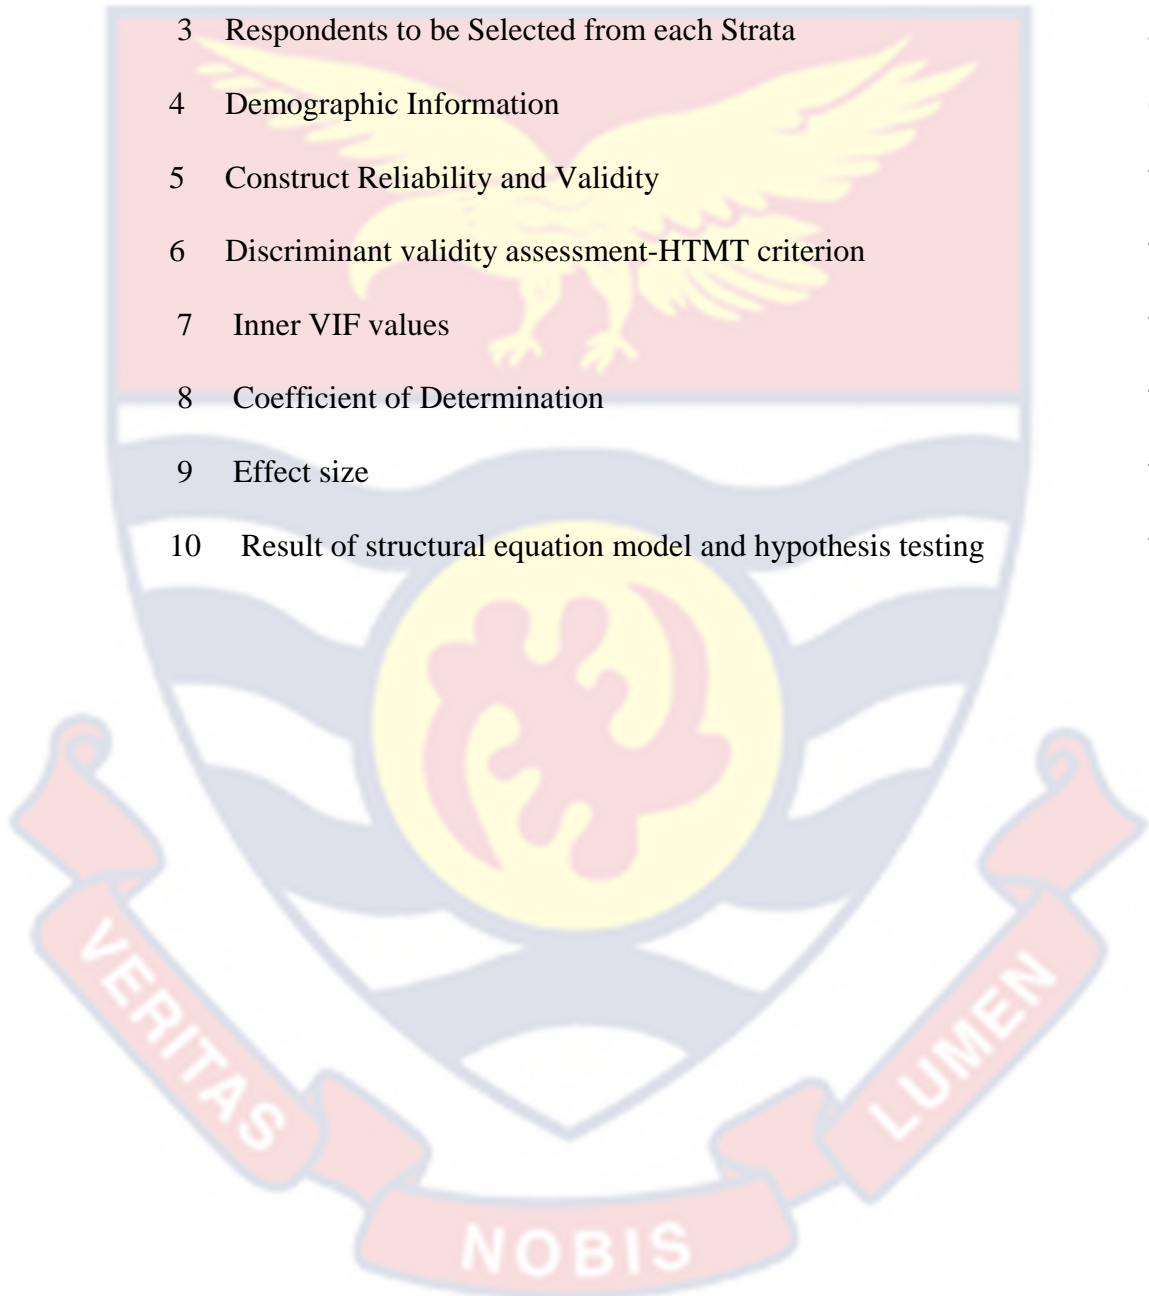 3 Respondents to be Selected from each Strata
4 Demographic Information
5 Construct Reliability and Validity
6 Discriminant validity assessment-HTMT criterion
7 Inner VIF values
8 Coefficient of Determination
9 Effect size
10 Result of structural equation model and hypothesis testing
VERITAS
NOBIS
LUMEN